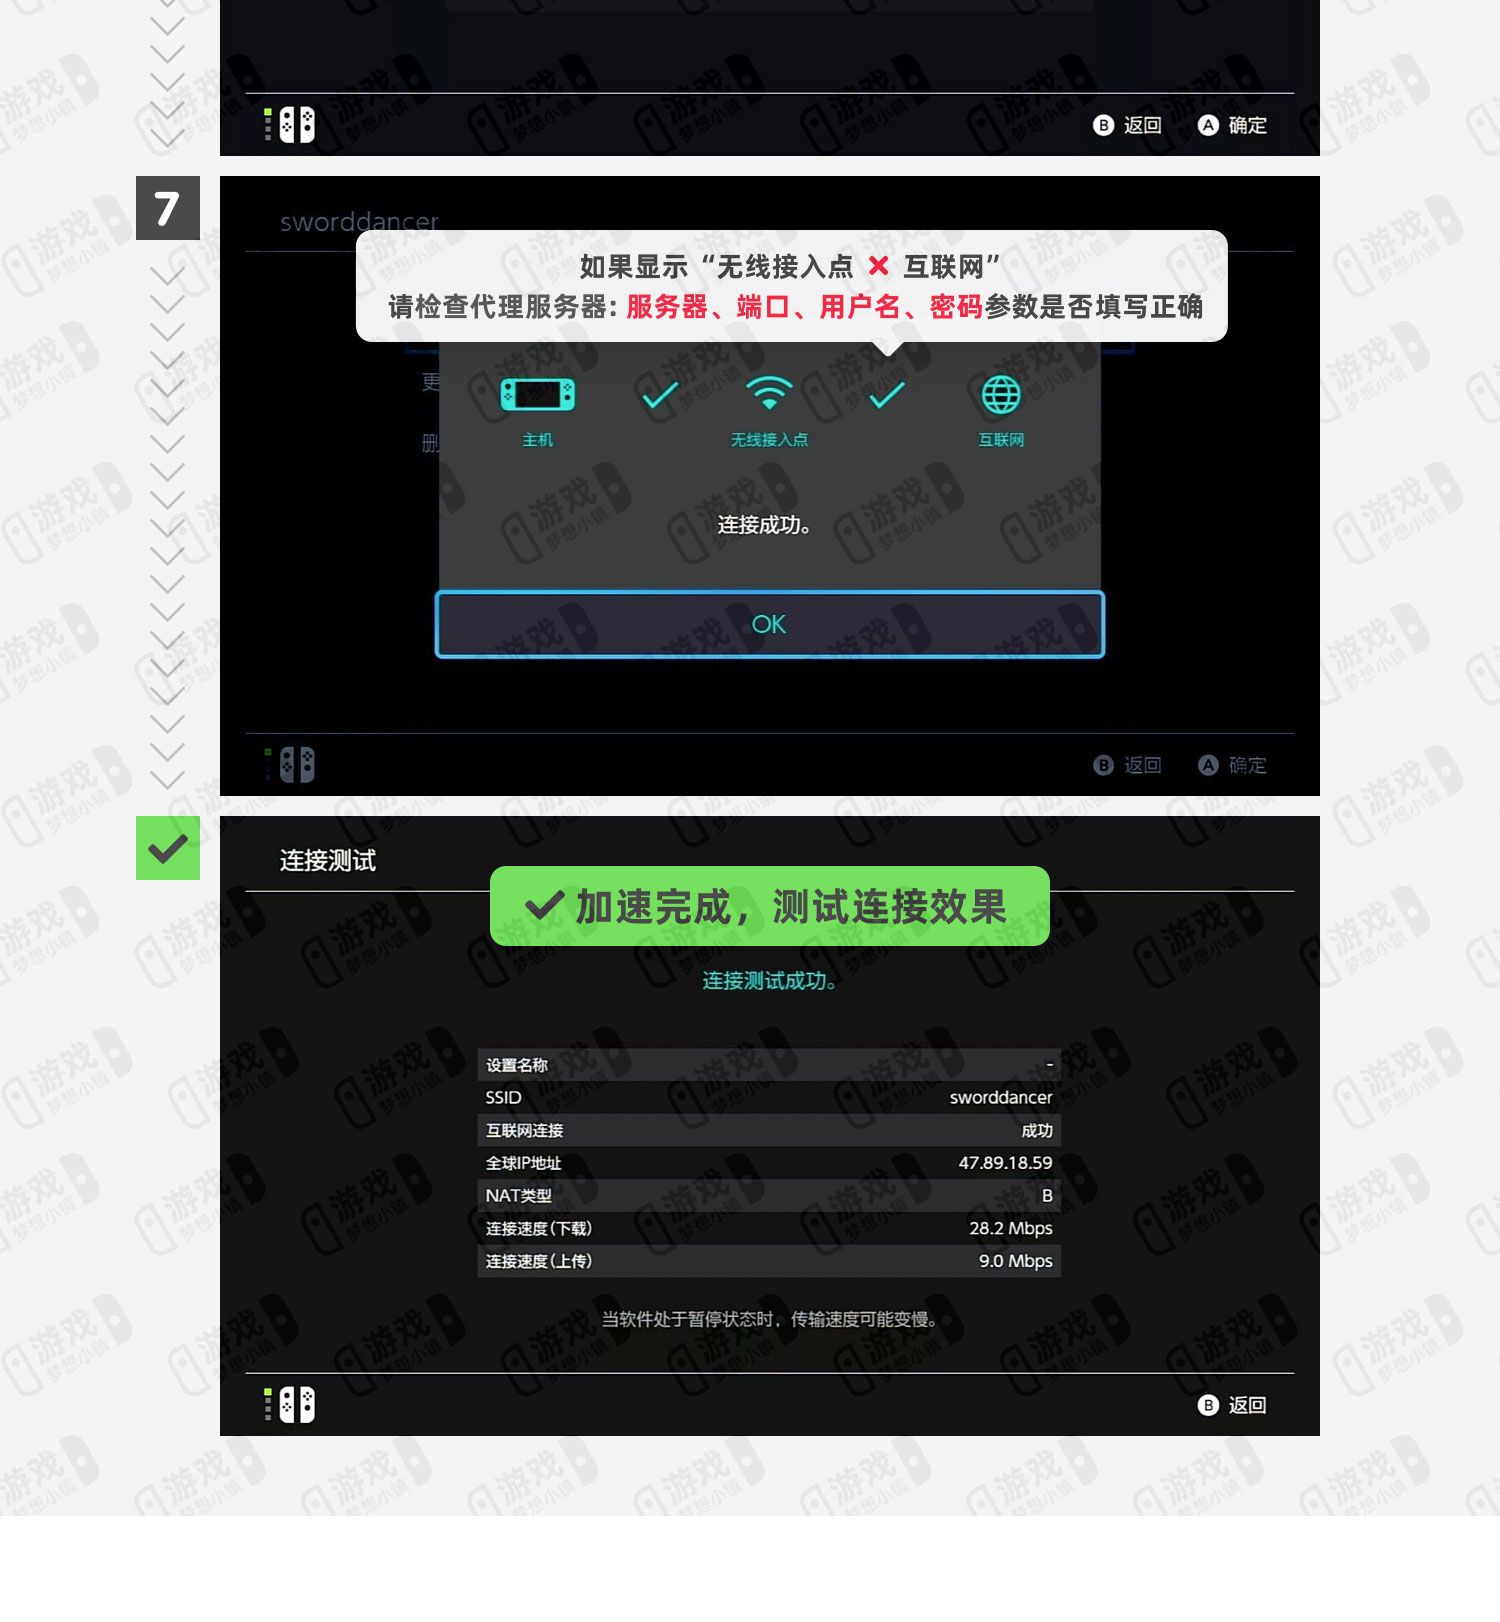 B 返回 A 确定
7
sworddancer
如果显示“无线接入点 ✖ 互联网”
请检查代理服务器: 服务器、端口、用户名、密码参数是否填写正确
更
删
主机 无线接入点 互联网
连接成功。
OK
B 返回 A 确定
连接测试
加速完成，测试连接效果
连接测试成功。
设置名称 -
SSID sworddancer
互联网连接 成功
全球IP地址 47.89.18.59
NAT类型 B
连接速度(下载) 28.2 Mbps
连接速度(上传) 9.0 Mbps
当软件处于暂停状态时，传输速度可能变慢。
B 返回
游戏
梦想小镇